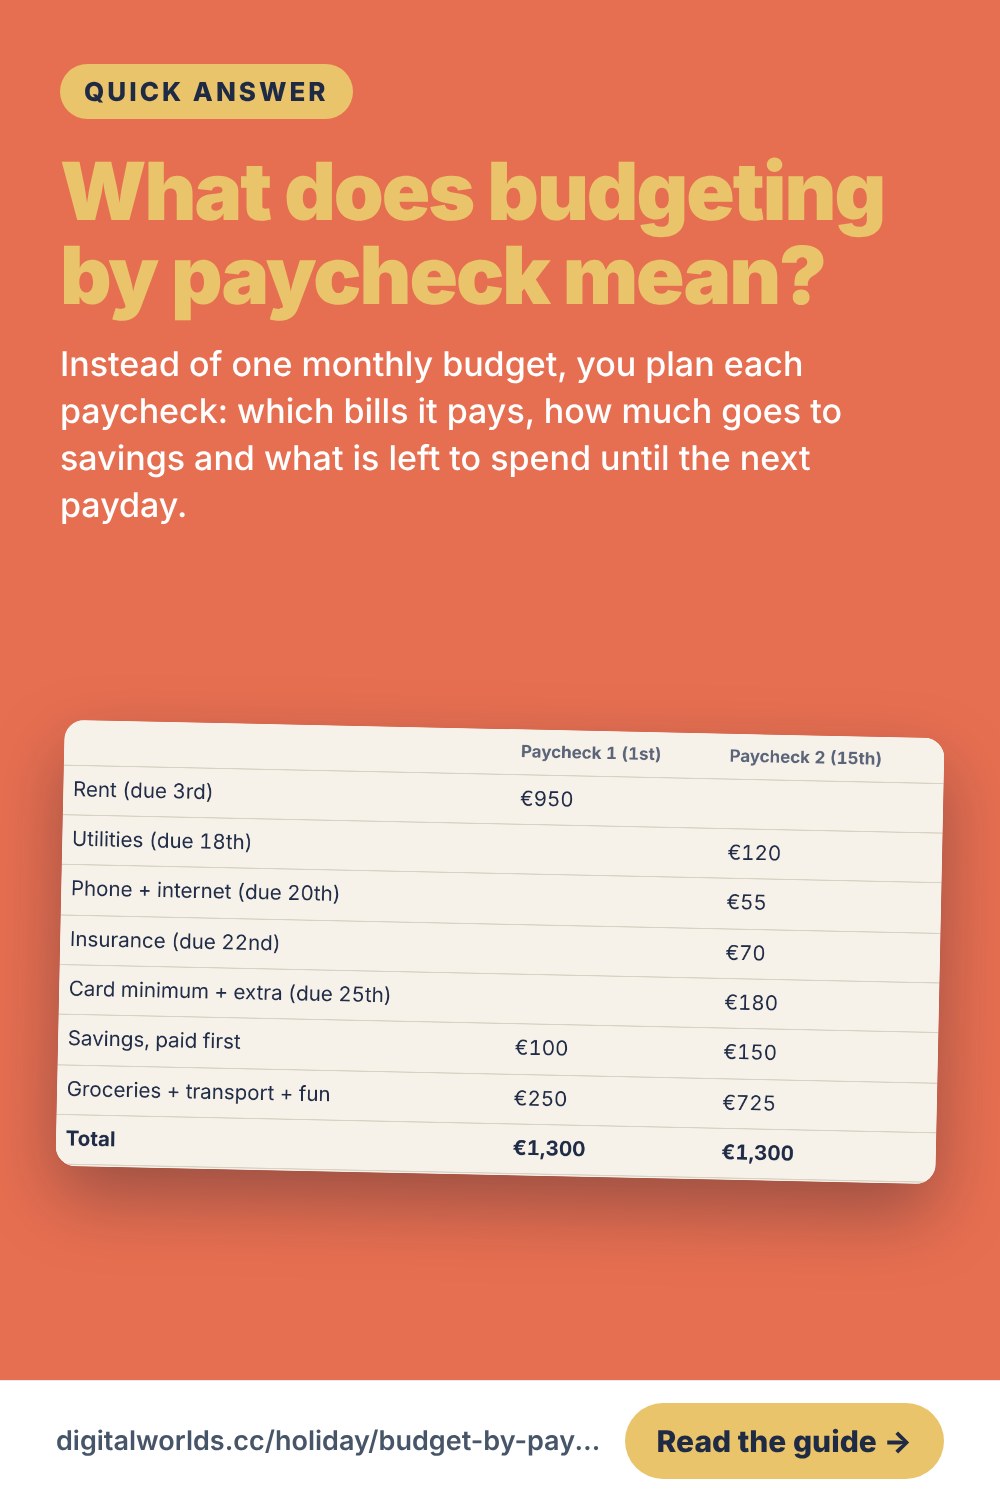 QUICK ANSWER
What does budgeting
by paycheck mean?
Instead of one monthly budget, you plan each
paycheck: which bills it pays, how much goes to
savings and what is left to spend until the next
payday.
Paycheck 1 (1st) Paycheck 2 (15th)
Rent (due 3rd) €950
Utilities (due 18th) €120
Phone + internet (due 20th) €55
Insurance (due 22nd) €70
Card minimum + extra (due 25th) €180
Savings, paid first €100 €150
Groceries + transport + fun €250 €725
Total €1,300 €1,300
digitalworlds.cc/holiday/budget-by-pay... Read the guide →